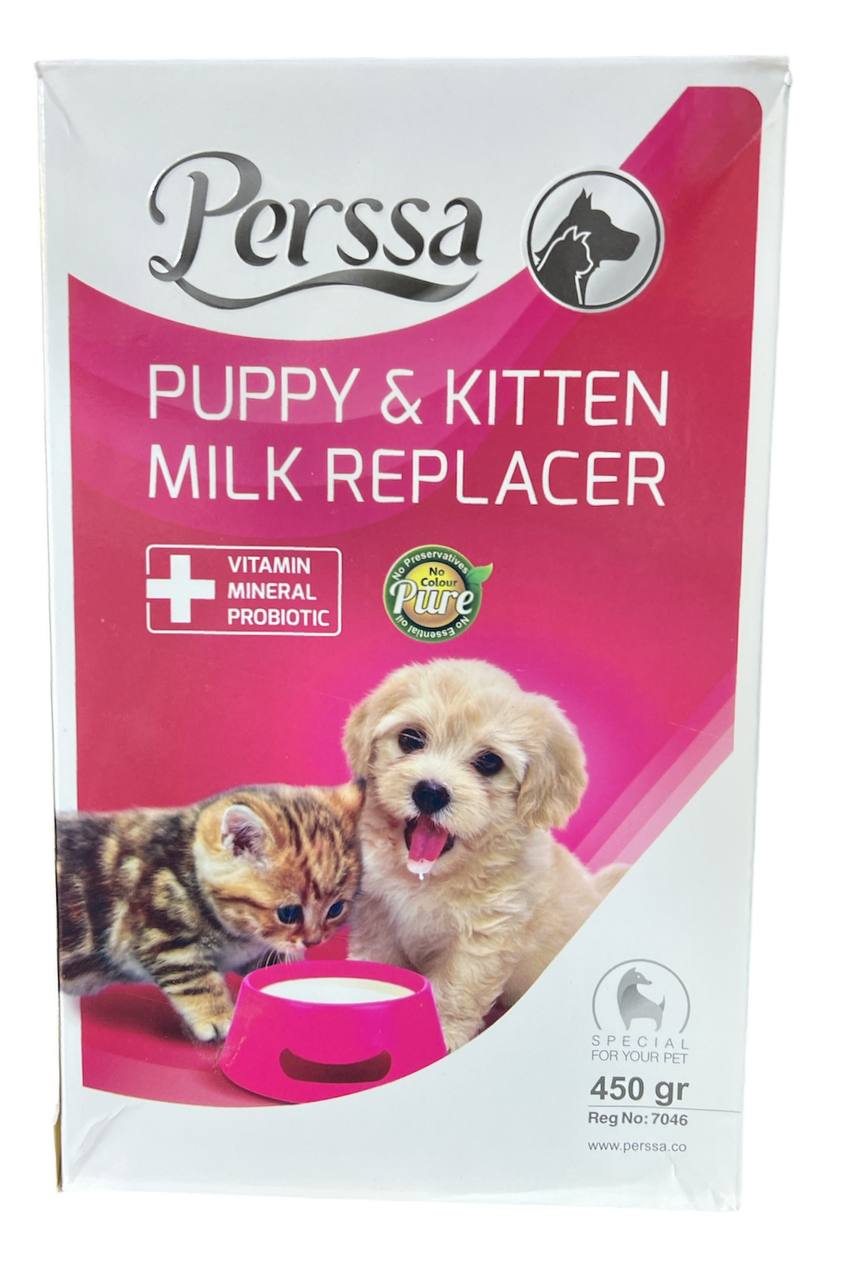 Perssa
PUPPY & KITTEN
MILK REPLACER
VITAMIN
MINERAL
PROBIOTIC
No Preservatives
No
Colour
Pure
No Essential oil
SPECIAL
FOR YOUR PET
450 gr
Reg No: 7046
www.perssa.co